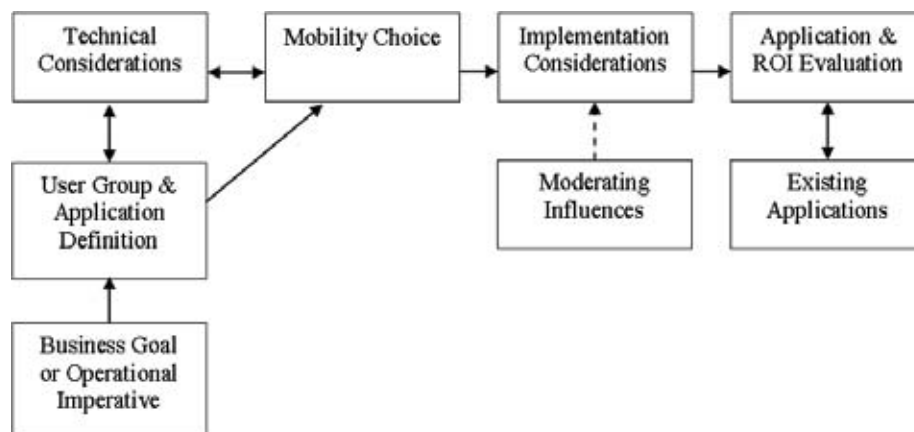 Technical
Considerations
Mobility Choice
Implementation
Considerations
Application &
ROI Evaluation
User Group &
Application
Definition
Moderating
Influences
Existing
Applications
Business Goal
or Operational
Imperative